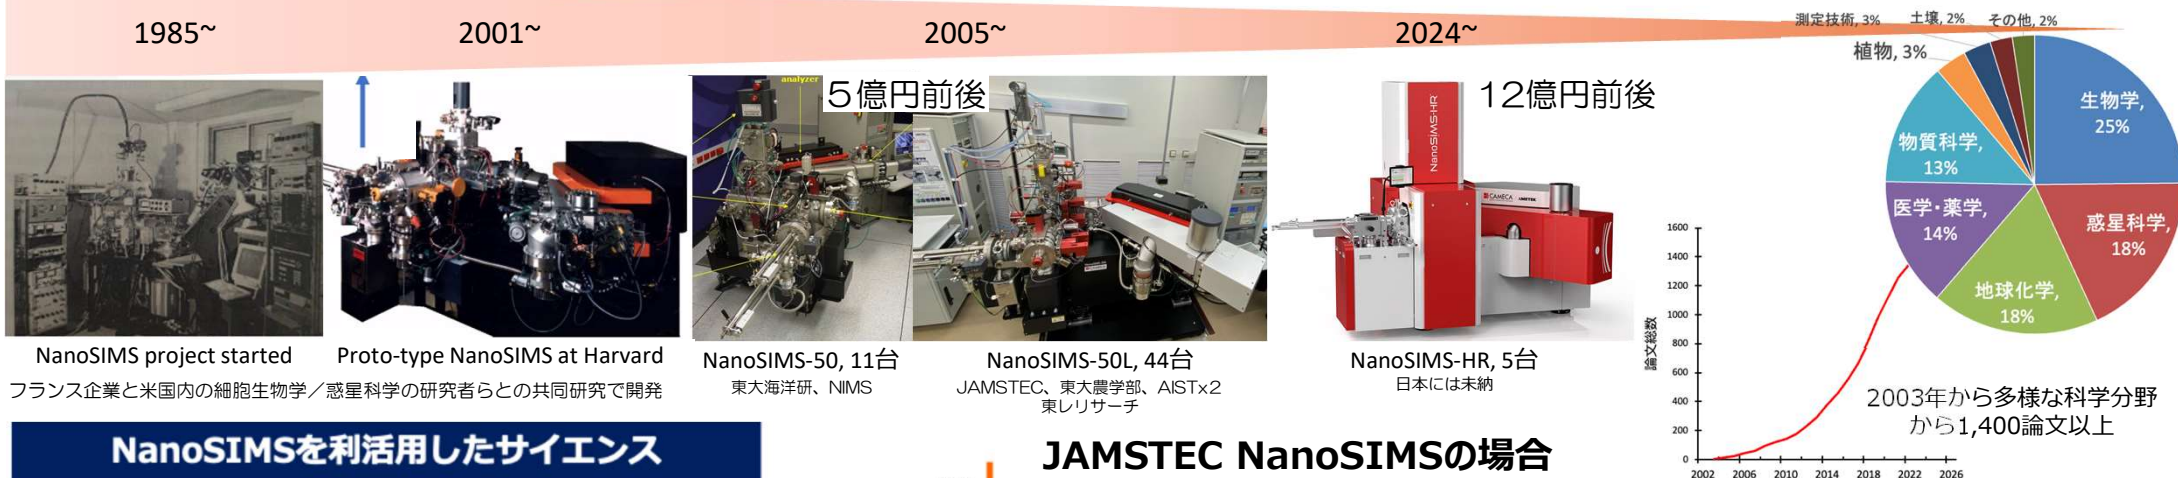 1985~
2001~
2005~
2024~
analyzer
5億円前後
12億円前後
NanoSIMS-HR
CAMECA
AMETEK
NanoSIMS project started
Proto-type NanoSIMS at Harvard
フランス企業と米国内の細胞生物学／惑星科学の研究者らとの共同研究で開発
NanoSIMS-50, 11台
東大海洋研、NIMS
NanoSIMS-50L, 44台
JAMSTEC、東大農学部、AISTx2
東レリサーチ
NanoSIMS-HR, 5台
日本には未納
測定技術, 3%
土壌, 2%
その他, 2%
植物, 3%
生物学,
25%
物質科学,
13%
医学・薬学,
14%
惑星科学,
18%
地球化学,
18%
論文総数
1600
1400
1200
1000
800
600
400
200
0
2002 2006 2010 2014 2018 2022 2026
2003年から多様な科学分野
から1,400論文以上
NanoSIMSを利活用したサイエンス
JAMSTEC NanoSIMSの場合